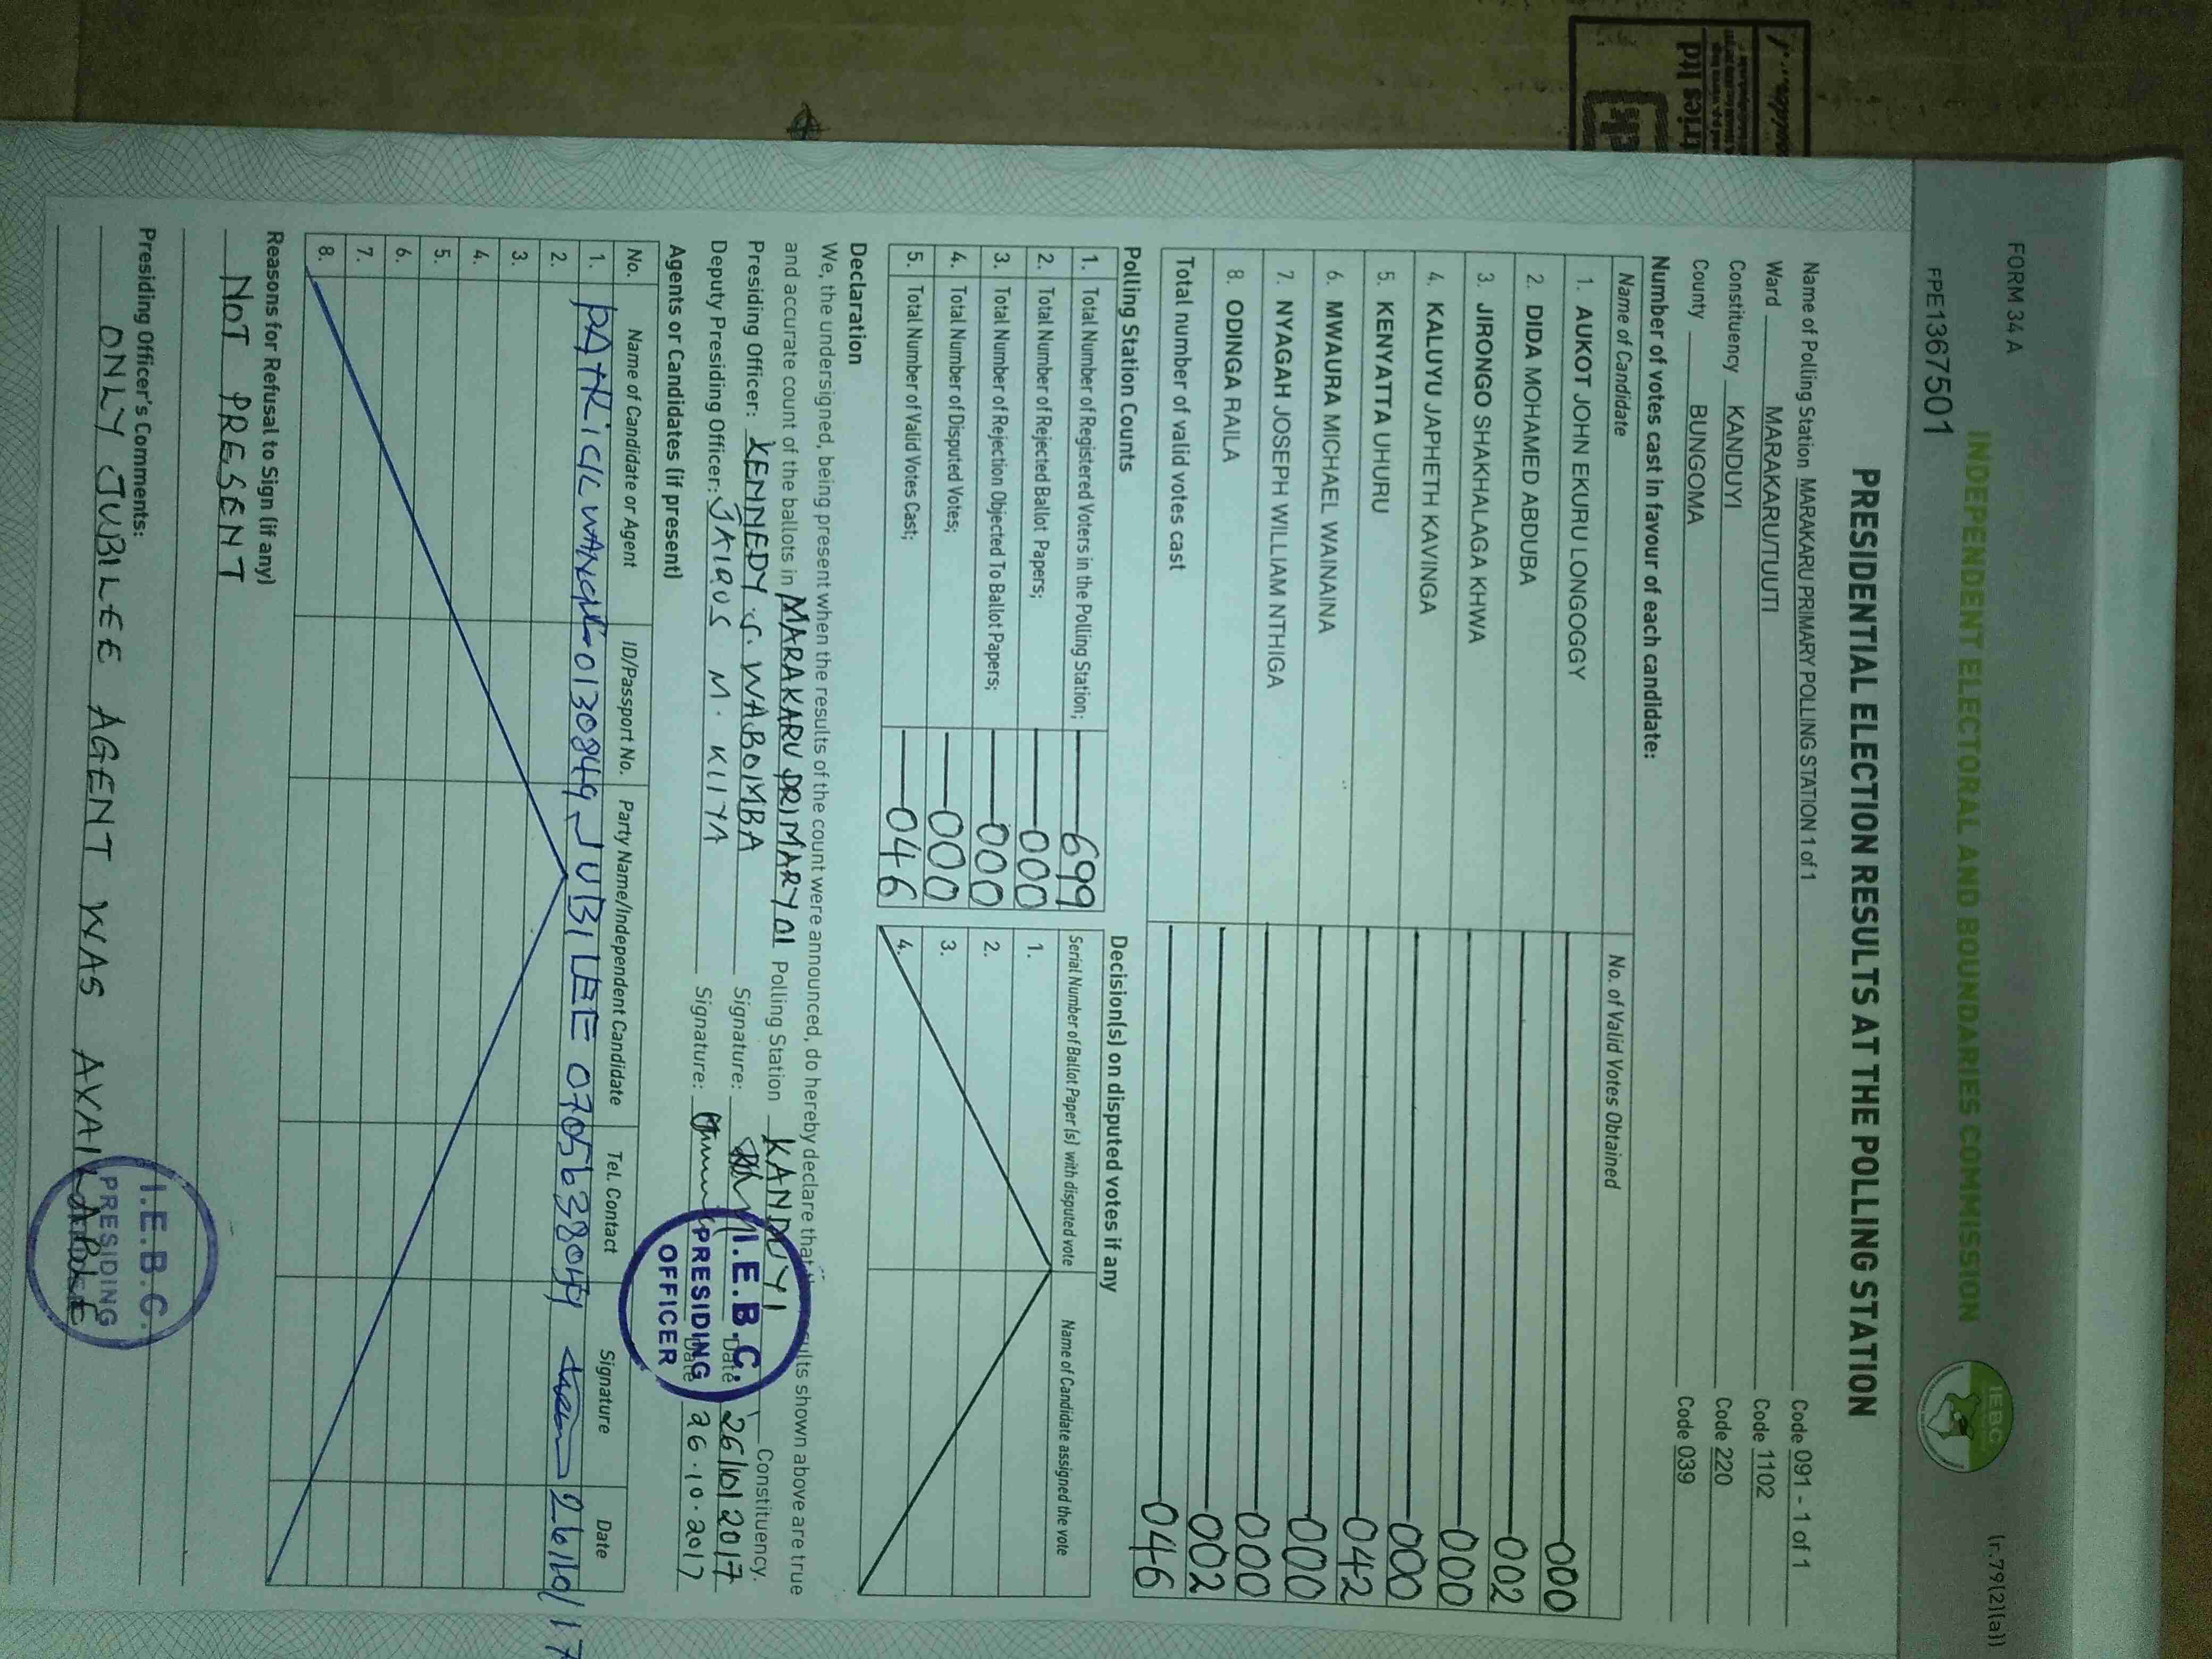 FORM 34 A
(r.79(2)(a))
INDEPENDENT ELECTORAL AND BOUNDARIES COMMISSION
IEBC
FPE1367501
PRESIDENTIAL ELECTION RESULTS AT THE POLLING STATION
Name of Polling Station MARAKARU PRIMARY POLLING STATION 1 of 1 Code 091 - 1 of 1
Ward MARAKARU/TUUTI Code 1102
Constituency KANDUYI Code 220
County BUNGOMA Code 039
Number of votes cast in favour of each candidate:
Name of Candidate No. of Valid Votes Obtained
1. AUKOT JOHN EKURU LONGOGGY 000
2. DIDA MOHAMED ABDUBA 002
3. JIRONGO SHAKHALAGA KHWA 000
4. KALUYU JAPHETH KAVINGA 000
5. KENYATTA UHURU 042
6. MWAURA MICHAEL WAINAINA 000
7. NYAGAH JOSEPH WILLIAM NTHIGA 000
8. ODINGA RAILA 002
Total number of valid votes cast 046
Polling Station Counts
1. Total Number of Registered Voters in the Polling Station; 699
2. Total Number of Rejected Ballot Papers; 000
3. Total Number of Rejection Objected To Ballot Papers; 000
4. Total Number of Disputed Votes; 000
5. Total Number of Valid Votes Cast; 046
Decision(s) on disputed votes if any
Serial Number of Ballot Paper (s) with disputed vote Name of Candidate assigned the vote
1.
2.
3.
4.
Declaration
We, the undersigned, being present when the results of the count were announced, do hereby declare that the results shown above are true
and accurate count of the ballots in MARAKARU PRIMARY 01 Polling Station KANDUYI Constituency.
Presiding Officer: KENNEDY S. WABOMBA Signature: Date 26/10/2017
Deputy Presiding Officer: JAIRUS M. KLIYA Signature: Date 26.10.2017
I.E.B.C.
PRESIDING
OFFICER
Agents or Candidates (if present)
No. Name of Candidate or Agent ID/Passport No. Party Name/Independent Candidate Tel. Contact Signature Date
1. PATRICK 01308449 JUBILEE 0705638044 26/10/17
2.
3.
4.
5.
6.
7.
8.
Reasons for Refusal to Sign (if any)
NOT PRESENT
Presiding Officer's Comments:
ONLY JUBILEE AGENT WAS AVAILABLE
I.E.B.C.
PRESIDING